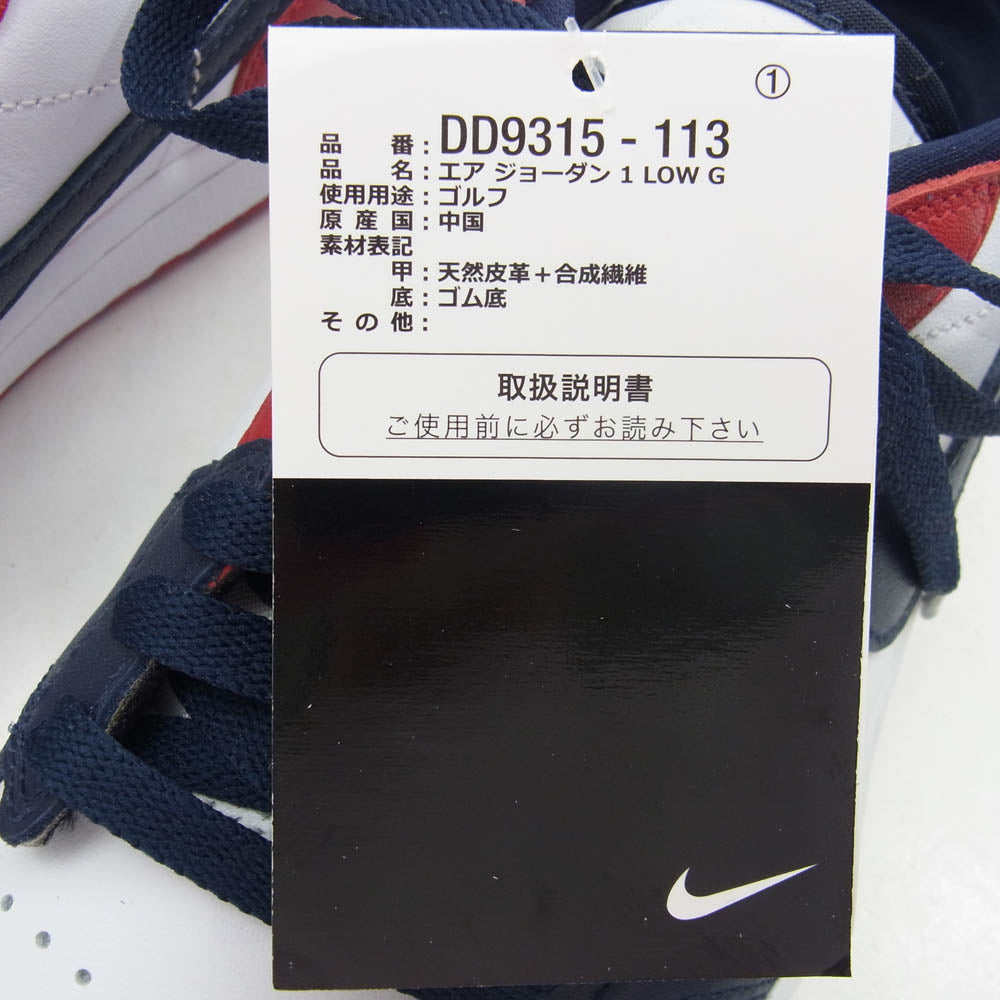 ①
品 番 : DD9315 - 113
品 名 : エア ジョーダン 1 LOW G
使用用途 : ゴルフ
原 産 国 : 中国
素材表記
甲 : 天然皮革＋合成繊維
底 : ゴム底
そ の 他 :
取扱説明書
ご使用前に必ずお読み下さい